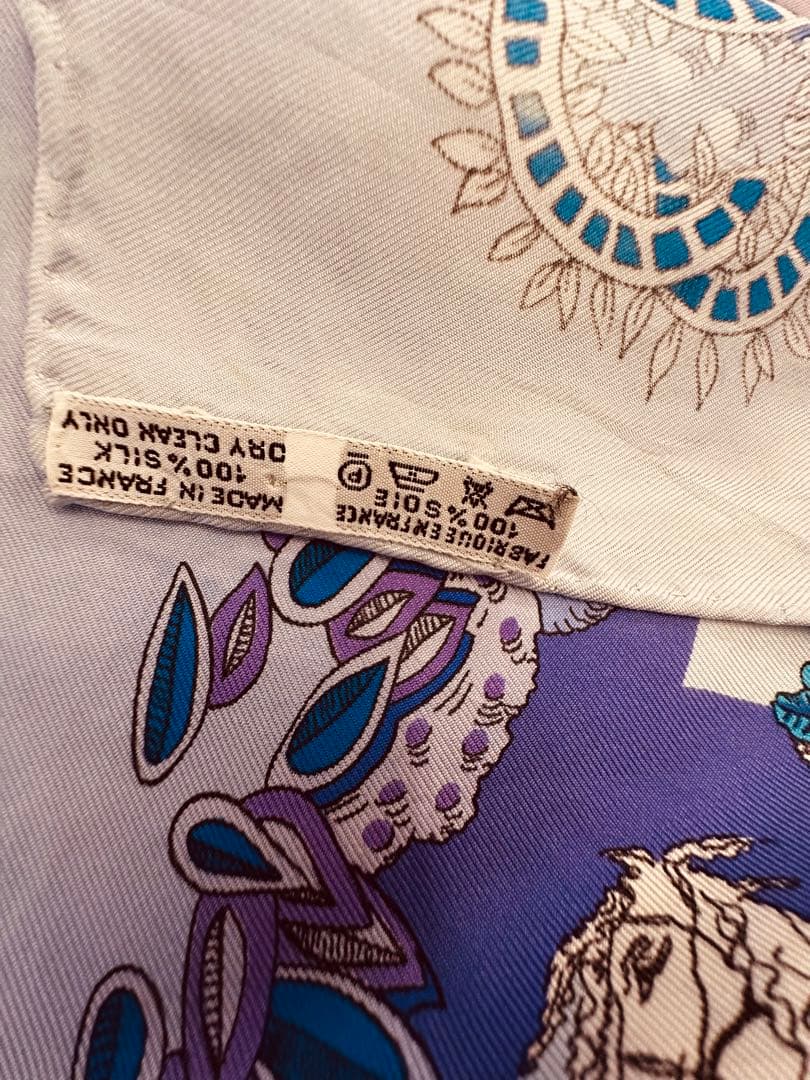 FABRIQUE EN FRANCE
100% SOIE
P
MADE IN FRANCE
100% SILK
DRY CLEAN ONLY